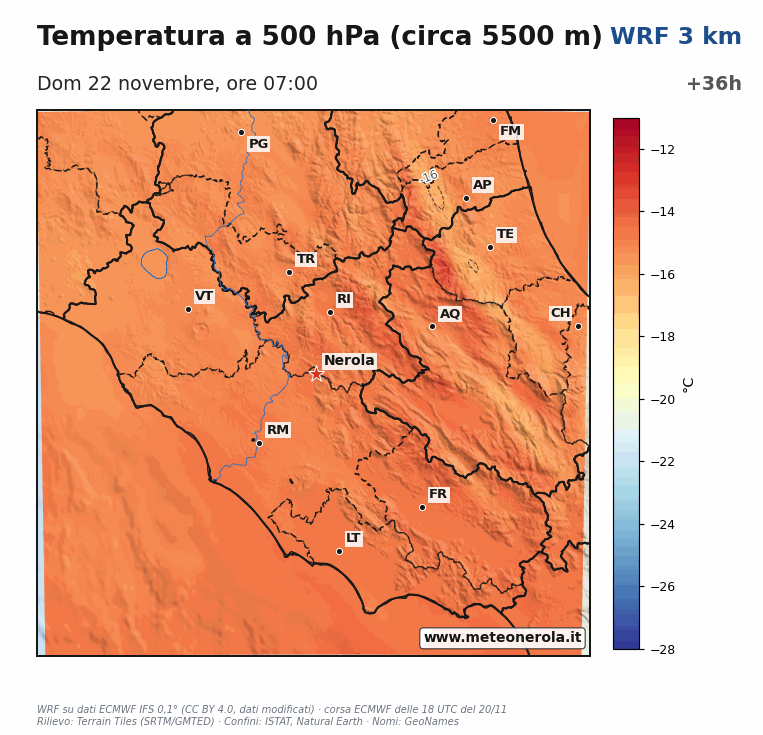 Temperatura a 500 hPa (circa 5500 m) WRF 3 km
Dom 22 novembre, ore 07:00 +36h
FM
PG
-16
AP
TE
TR
VT
RI
AQ
CH
Nerola
RM
FR
LT
www.meteonerola.it
−12
−14
−16
−18
−20
−22
−24
−26
−28
°C
WRF su dati ECMWF IFS 0,1° (CC BY 4.0, dati modificati) · corsa ECMWF delle 18 UTC del 20/11
Rilievo: Terrain Tiles (SRTM/GMTED) · Confini: ISTAT, Natural Earth · Nomi: GeoNames